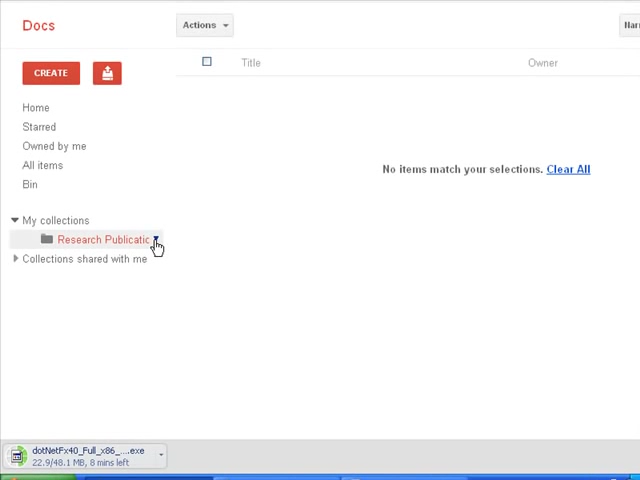 Docs
Actions
Nar
Title
Owner
CREATE
Home
Starred
Owned by me
All items
Bin
No items match your selections. Clear All
My collections
Research Publicatic
Collections shared with me
dotNetFx40_Full_x86_....exe
22.9/48.1 MB, 8 mins left